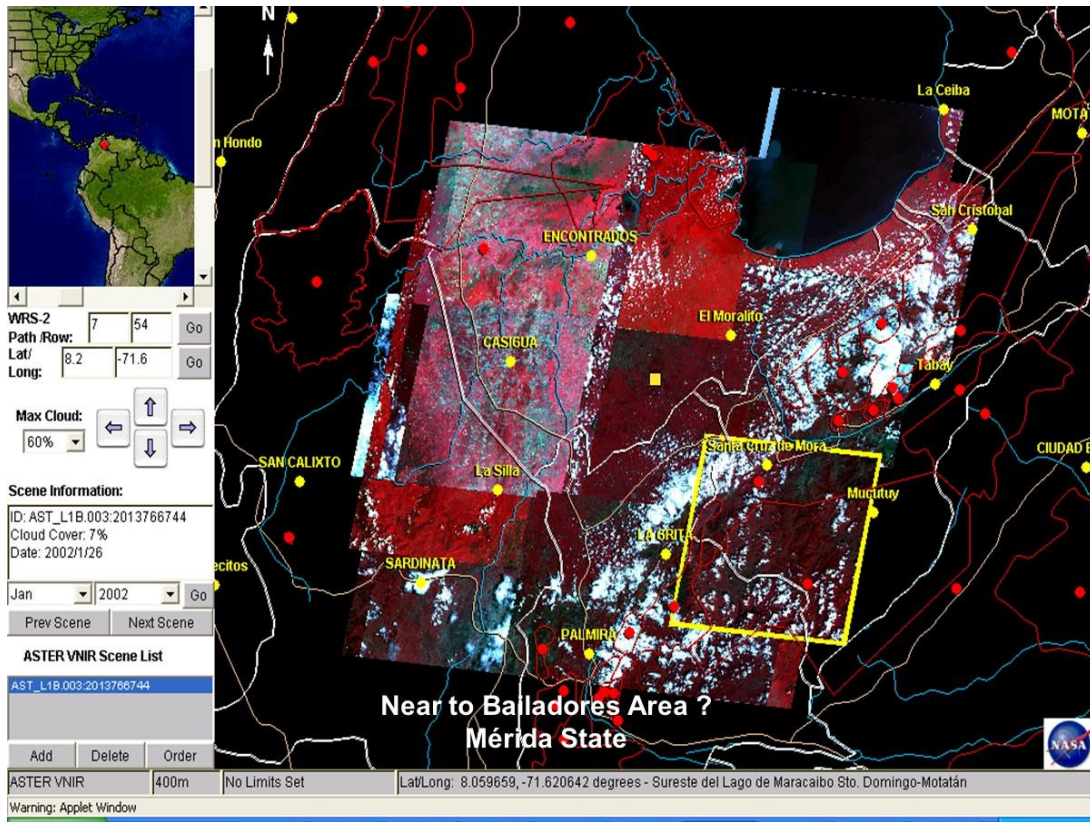 N
La Ceiba
MOTAT
n Hondo
San Cristobal
ENCONTRADOS
El Moralito
CASIGUA
Tabay
SAN CALIXTO
Santa Cruz de Mora
CIUDAD B
La Silla
Mucutuy
LA GRITA
SARDINATA
ecitos
PALMIRA
Near to Bailadores Area ?
Mérida State
NASA
WRS-2
Path /Row: 7 54 Go
Lat/
Long: 8.2 -71.6 Go
Max Cloud:
60%
Scene Information:
ID: AST_L1B.003:2013766744
Cloud Cover: 7%
Date: 2002/1/26
Jan 2002 Go
Prev Scene Next Scene
ASTER VNIR Scene List
AST_L1B.003:2013766744
Add Delete Order
ASTER VNIR 400m No Limits Set Lat/Long: 8.059659, -71.620642 degrees - Sureste del Lago de Maracaibo Sto. Domingo-Motatán
Warning: Applet Window